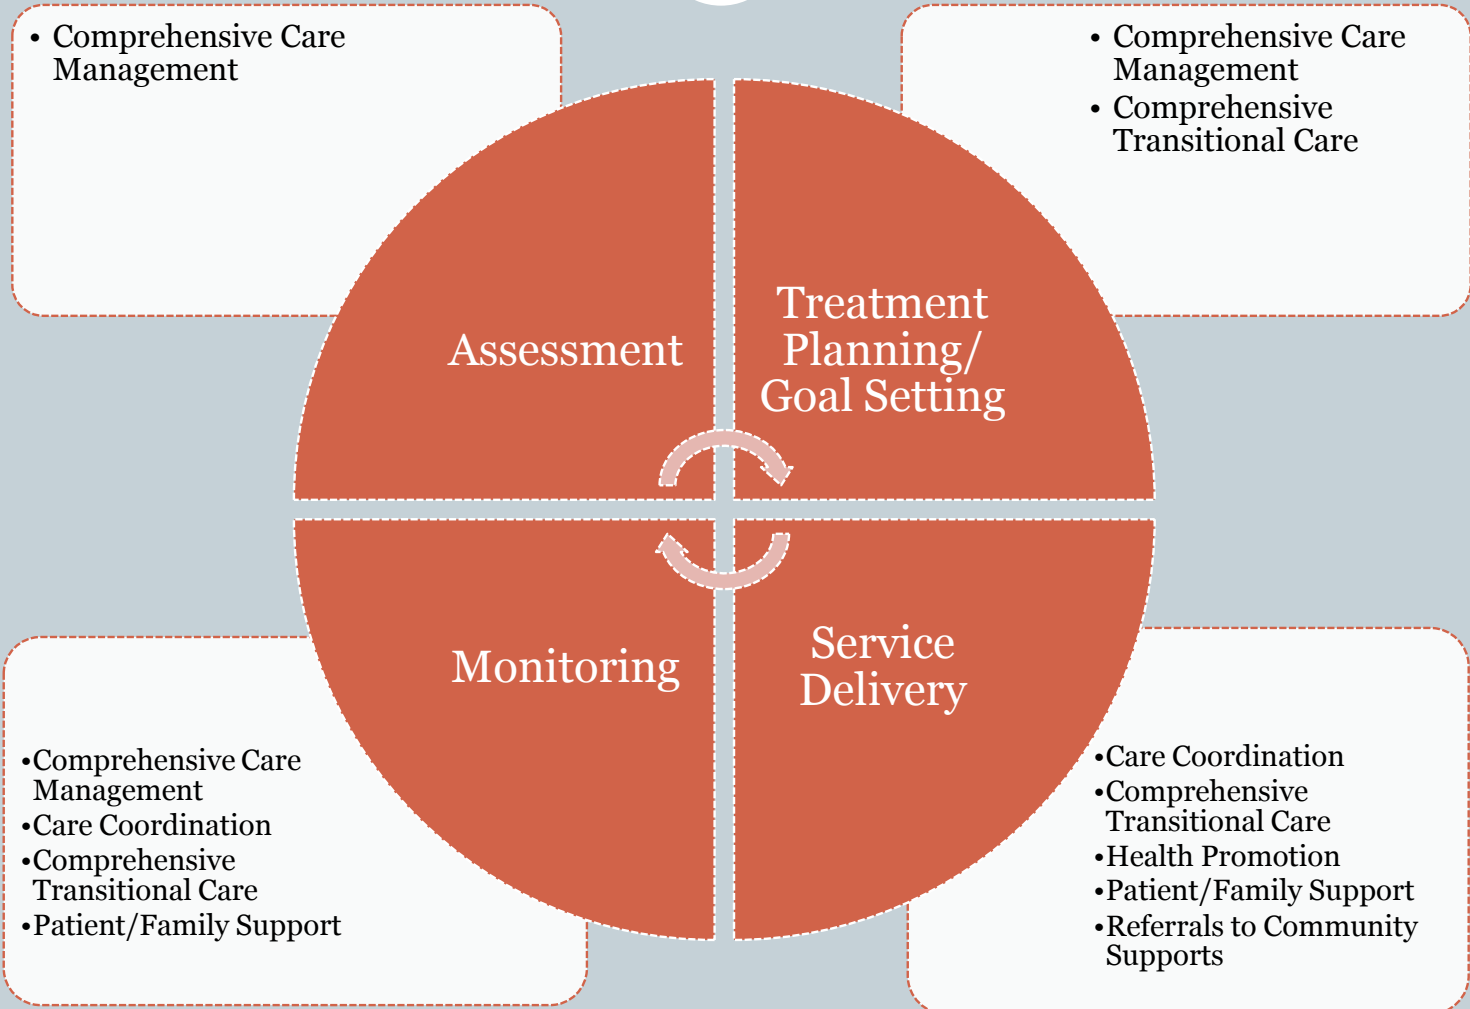 • Comprehensive Care
Management
• Comprehensive Care
Management
• Comprehensive
Transitional Care
Assessment
Treatment
Planning/
Goal Setting
Monitoring
Service
Delivery
•Comprehensive Care
Management
•Care Coordination
•Comprehensive
Transitional Care
•Patient/Family Support
•Care Coordination
•Comprehensive
Transitional Care
•Health Promotion
•Patient/Family Support
•Referrals to Community
Supports